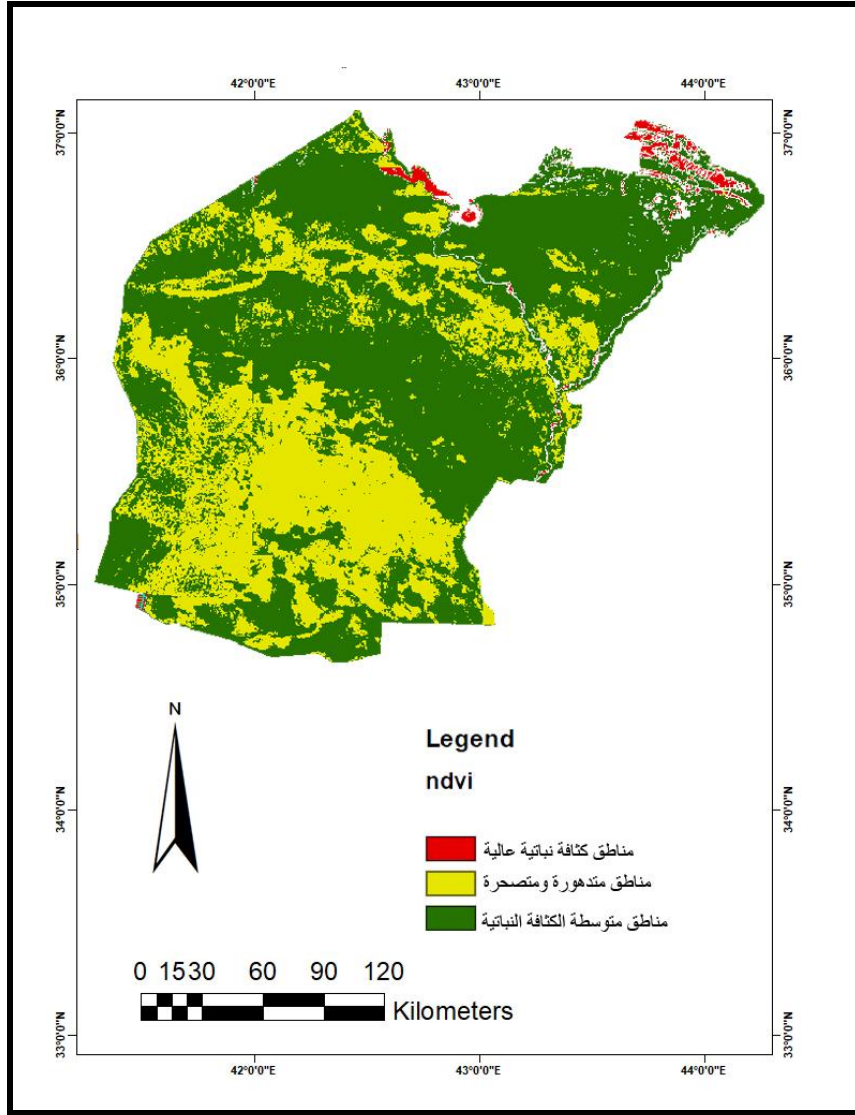 42°0'0"E 43°0'0"E 44°0'0"E
37°0'0"N 37°0'0"N
36°0'0"N 36°0'0"N
35°0'0"N 35°0'0"N
N
Legend
ndvi
34°0'0"N 34°0'0"N
مناطق كثافة نباتية عالية
مناطق متدهورة ومتصحرة
مناطق متوسطة الكثافة النباتية
0 15 30 60 90 120
Kilometers
33°0'0"N 33°0'0"N
42°0'0"E 43°0'0"E 44°0'0"E